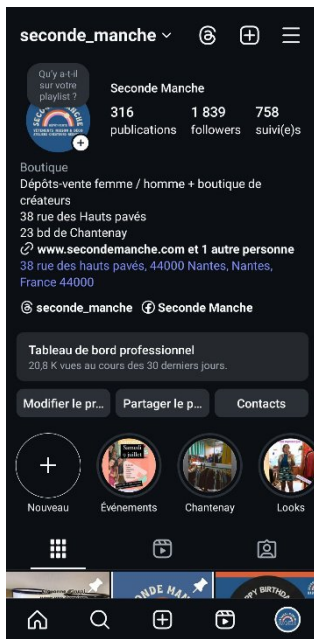 seconde_manche
Qu'y a-t-il
sur votre
playlist ?
Seconde Manche
316
1 839
758
publications
followers
suivi(e)s
Boutique
Dépôts-vente femme / homme + boutique de
créateurs
38 rue des Hauts pavés
23 bd de Chantenay
www.secondemanche.com et 1 autre personne
38 rue des hauts pavés, 44000 Nantes, Nantes,
France 44000
seconde_manche
Seconde Manche
Tableau de bord professionnel
20,8 K vues au cours des 30 derniers jours.
Modifier le pr...
Partager le p...
Contacts
Samedi
Nouveau
Événements
Chantenay
Looks